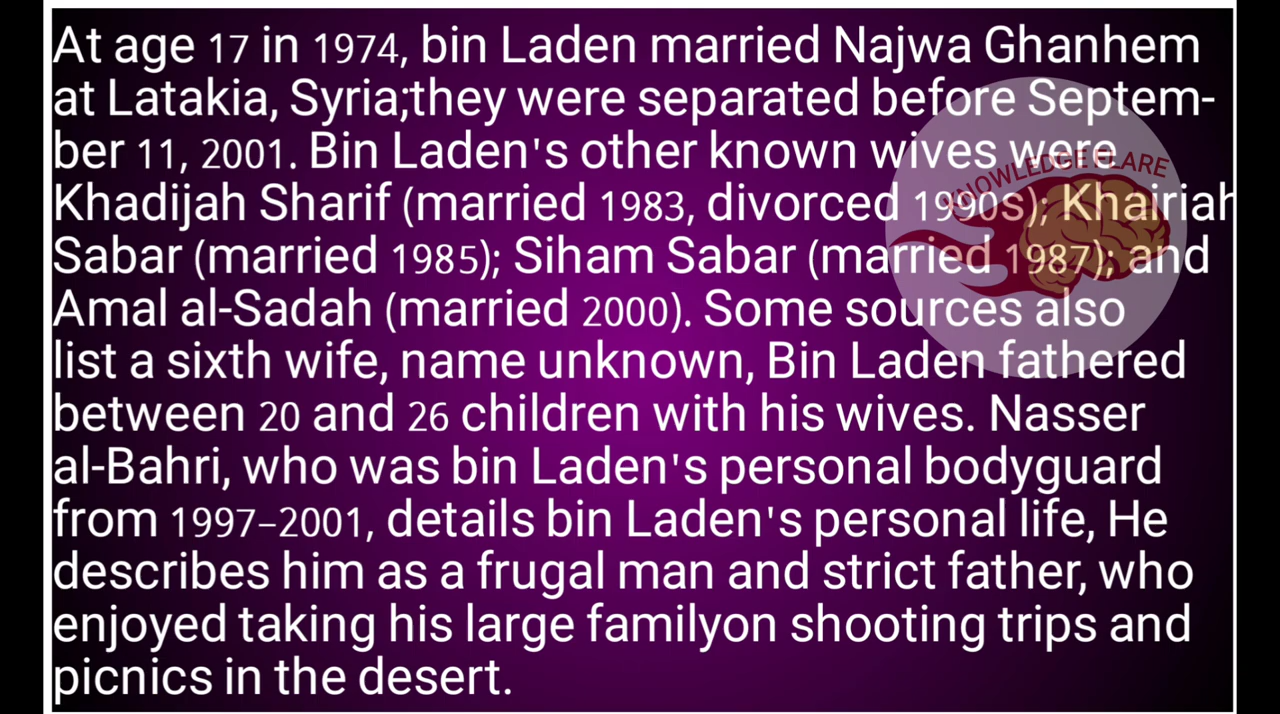 At age 17 in 1974, bin Laden married Najwa Ghanhem
at Latakia, Syria;they were separated before Septem-
ber 11, 2001. Bin Laden's other known wives were
Khadijah Sharif (married 1983, divorced 1990s); Khairiah
Sabar (married 1985); Siham Sabar (married 1987); and
Amal al-Sadah (married 2000). Some sources also
list a sixth wife, name unknown, Bin Laden fathered
between 20 and 26 children with his wives. Nasser
al-Bahri, who was bin Laden's personal bodyguard
from 1997–2001, details bin Laden's personal life, He
describes him as a frugal man and strict father, who
enjoyed taking his large familyon shooting trips and
picnics in the desert.
KNOWLEDGE FLARE